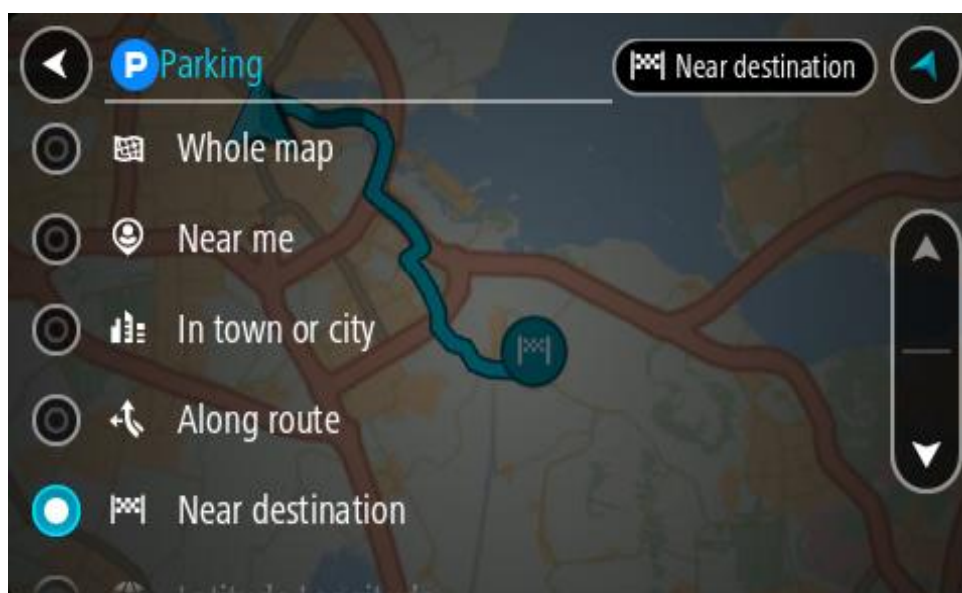 P Parking
Near destination
Whole map
Near me
In town or city
Along route
Near destination